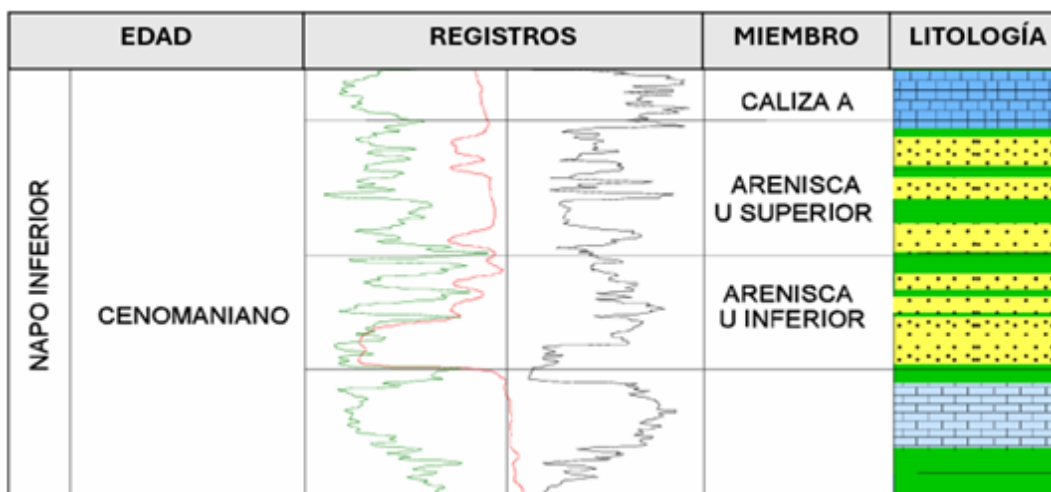 EDAD REGISTROS MIEMBRO LITOLOGÍA
NAPO INFERIOR
CENOMANIANO
CALIZA A
ARENISCA
U SUPERIOR
ARENISCA
U INFERIOR